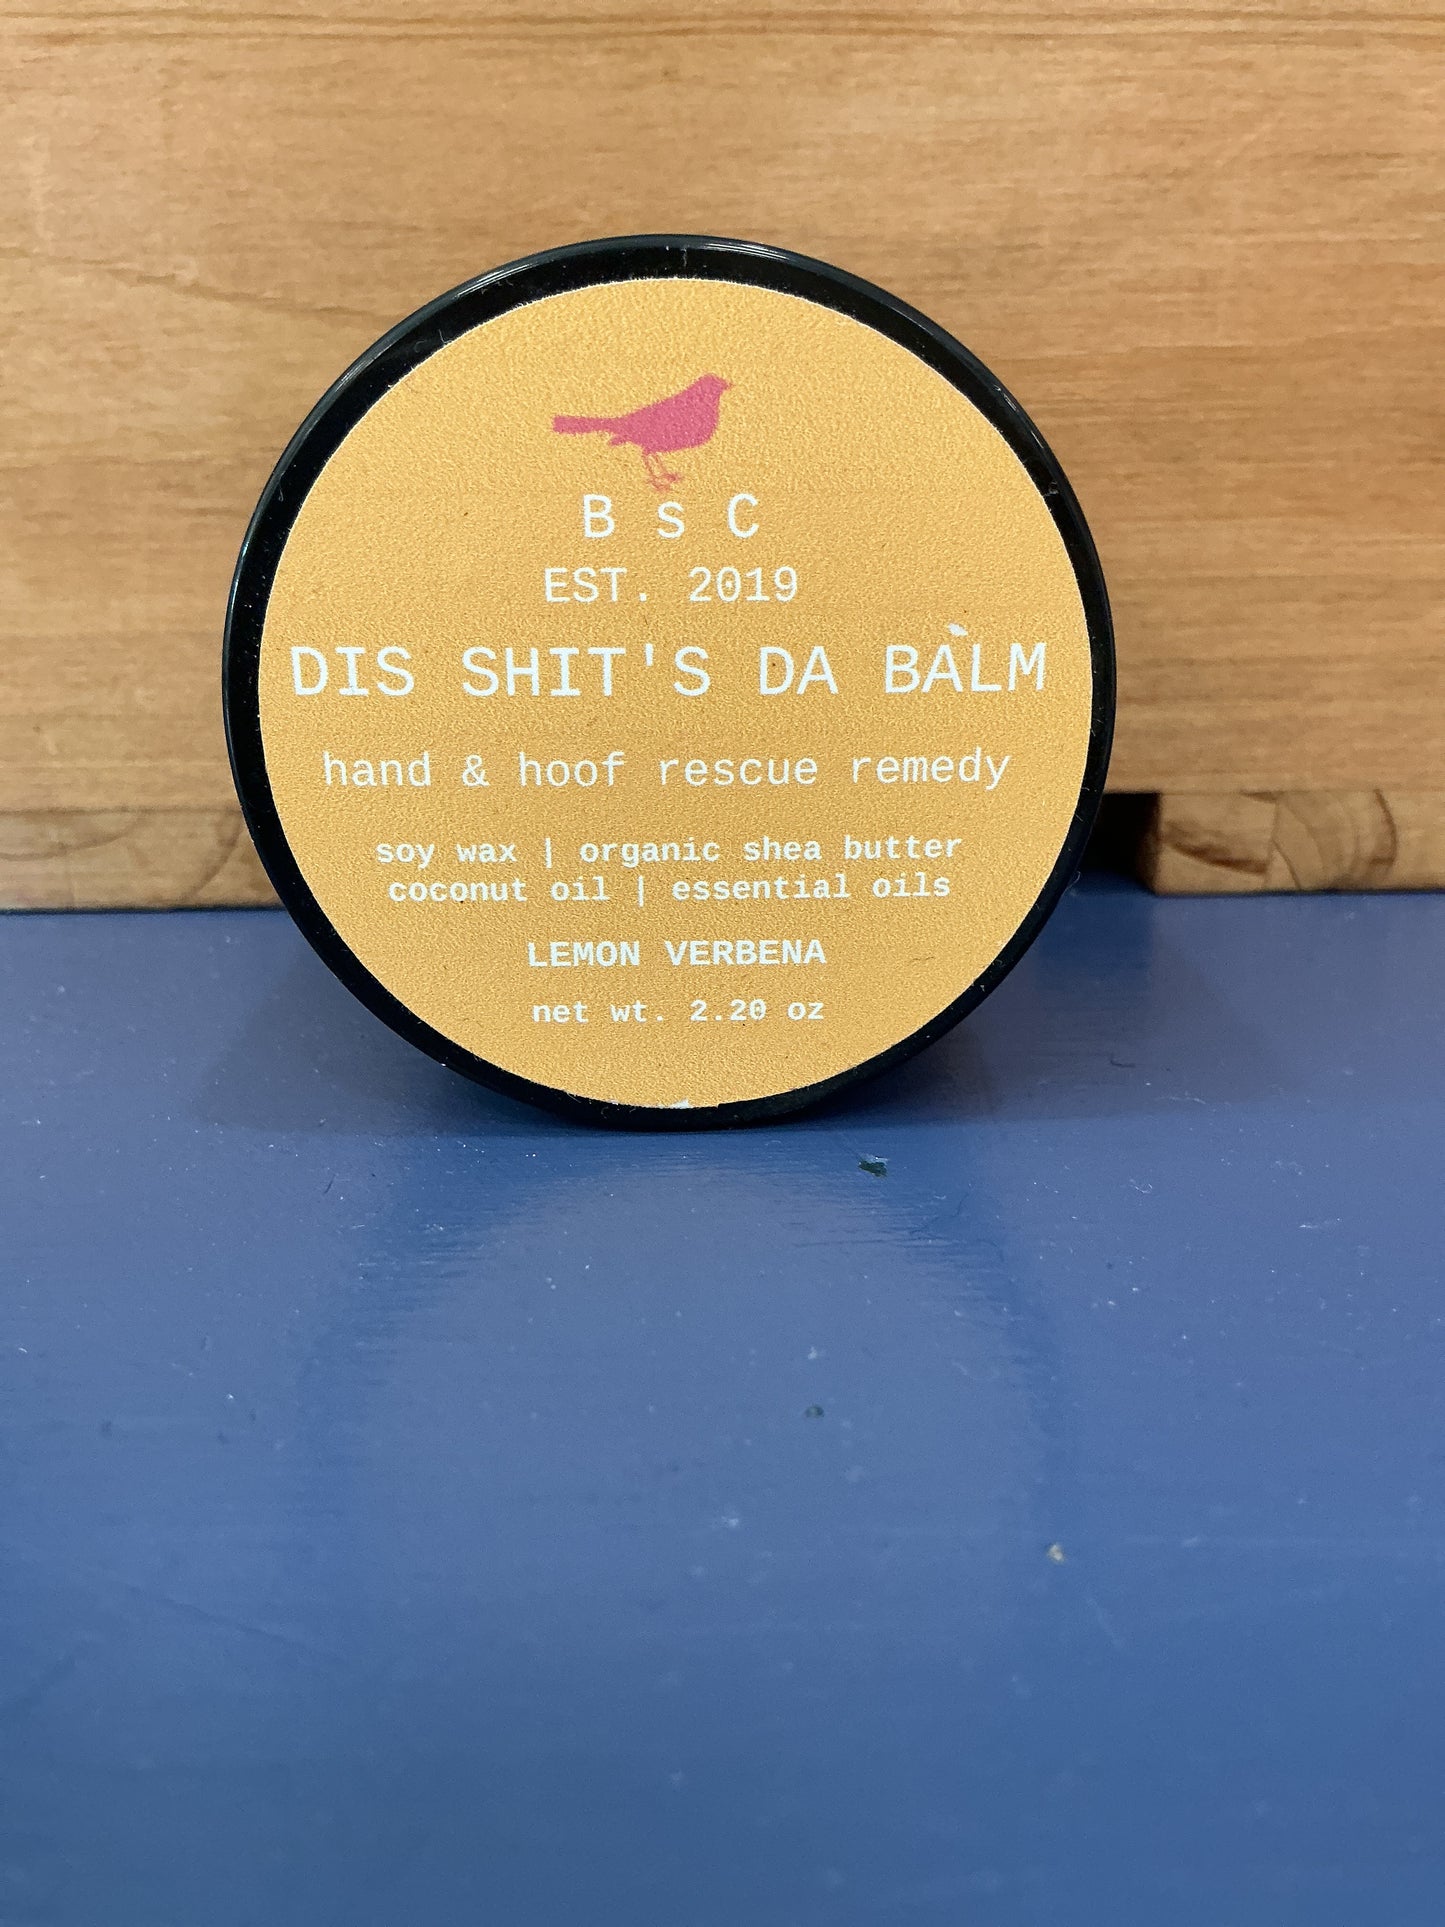 B s C
EST. 2019
DIS SHIT'S DA BALM
hand & hoof rescue remedy
soy wax | organic shea butter
coconut oil | essential oils
LEMON VERBENA
net wt. 2.20 oz